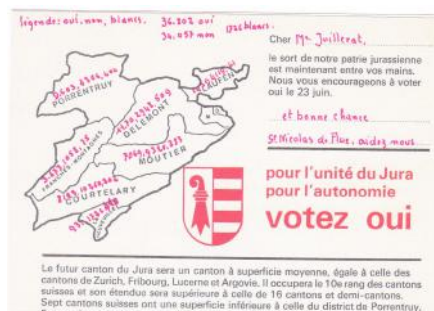 légende: oui, non, blancs. 36.802 oui 1726 blancs.
34.057 non
Cher Me Juillerat,
le sort de notre patrie jurassienne
est maintenant entre vos mains.
Nous vous encourageons à voter
oui le 23 juin.
et bonne chance
St Nicolas de Flue, aidez nous
PORRENTRUY
LAUFEN
DELEMONT
FRANCHES-MONTAGNES
MOUTIER
COURTELARY
pour l'unité du Jura
pour l'autonomie
votez oui
Le futur canton du Jura sera un canton à superficie moyenne, égale à celle des
cantons de Zurich, Fribourg, Lucerne et Argovie. Il occupera le 10e rang des cantons
suisses et son étendue sera supérieure à celle de 16 cantons et demi-cantons.
Sept cantons suisses ont une superficie inférieure à celle du district de Porrentruy.